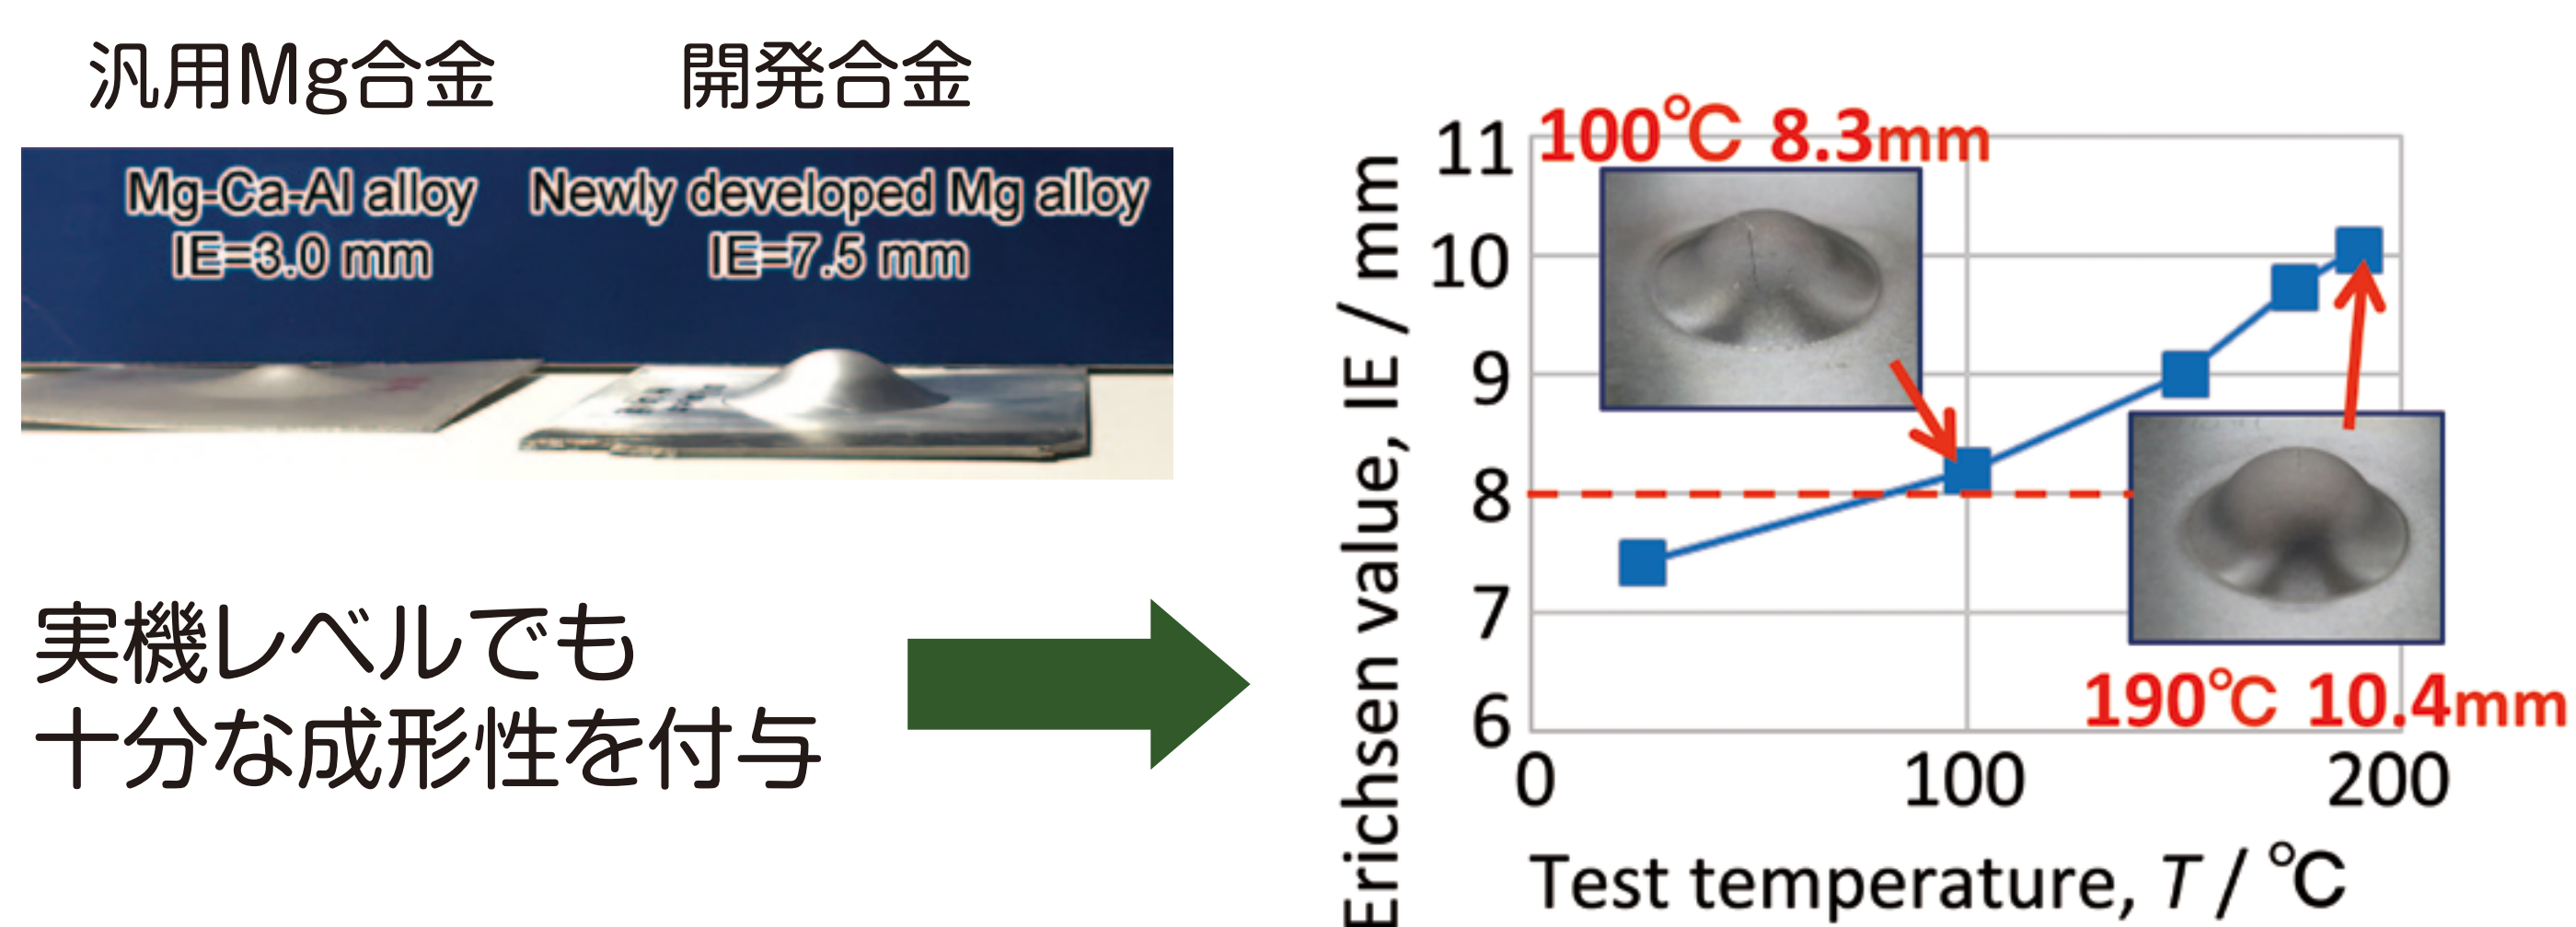 汎用Mg合金
開発合金
Mg-Ca-Al alloy
IE=3.0 mm
Newly developed Mg alloy
IE=7.5 mm
実機レベルでも
十分な成形性を付与
Erichsen value, IE / mm
11
10
9
8
7
6
100℃ 8.3mm
190℃ 10.4mm
0
100
200
Test temperature, T / ℃